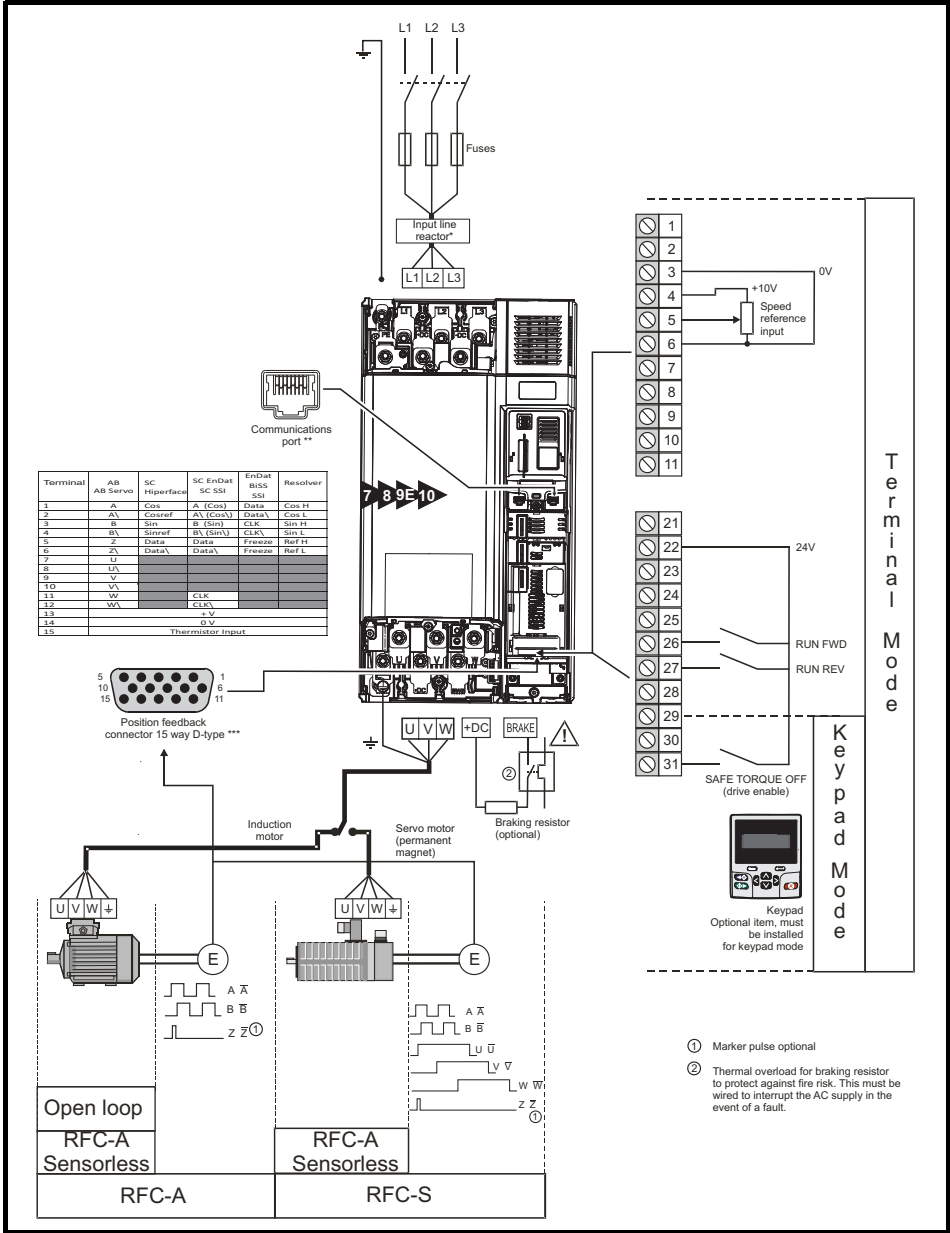 L1 L2 L3
Fuses
Input line
reactor*
L1 L2 L3
Communications
port **
7 8 9E 10
Terminal
AB
AB Servo
SC
Hiperface
SC EnDat
SC SSI
EnDat
BiSS
SSI
Resolver
1 A Cos A (Cos) Data Cos H
2 A\ Cosref A\ (Cos\) Data\ Cos L
3 B Sin B (Sin) CLK Sin H
4 B\ Sinref B\ (Sin\) CLK\ Sin L
5 Z Data Data Freeze Ref H
6 Z\ Data\ Data\ Freeze Ref L
7 U
8 U\
9 V
10 V\
11 W CLK
12 W\ CLK\
13 + V
14 0 V
15 Thermistor Input
5 1
10 6
15 11
Position feedback
connector 15 way D-type ***
U V W
+DC
BRAKE
2
Braking resistor
(optional)
Induction
motor
Servo motor
(permanent
magnet)
U V W
U V W
E
E
A A̅
B B̅
Z Z̅ 1
A A̅
B B̅
U U̅
V V̅
W W̅
Z Z̅
1
Open loop
RFC-A
Sensorless
RFC-A
RFC-A
Sensorless
RFC-S
1
2
3
4
5
6
7
8
9
10
11
0V
+10V
Speed
reference
input
21
22
23
24
25
26
27
28
29
30
31
24V
RUN FWD
RUN REV
SAFE TORQUE OFF
(drive enable)
Keypad
Optional item, must
be installed
for keypad mode
Terminal Mode
Keypad Mode
1 Marker pulse optional
2 Thermal overload for braking resistor
to protect against fire risk. This must be
wired to interrupt the AC supply in the
event of a fault.